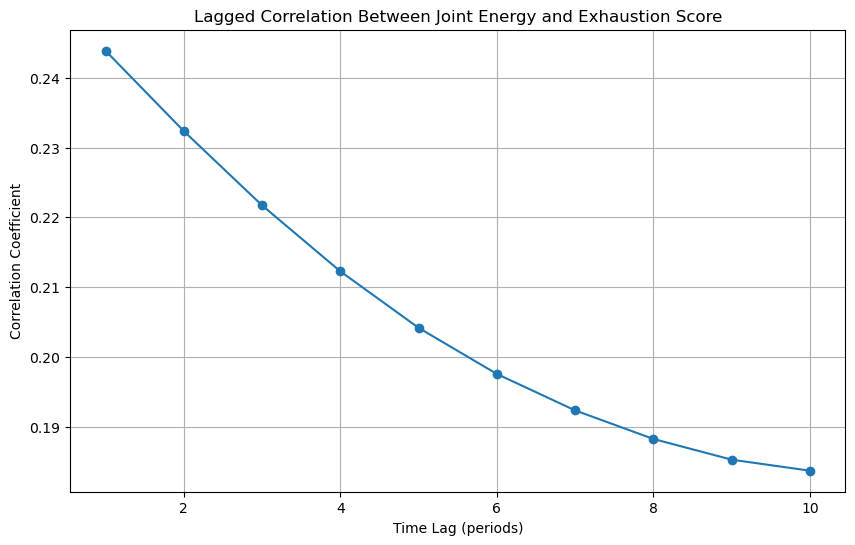 Lagged Correlation Between Joint Energy and Exhaustion Score
Correlation Coefficient
0.24
0.23
0.22
0.21
0.20
0.19
2 4 6 8 10
Time Lag (periods)